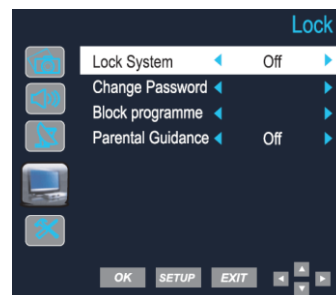 Lock
Lock System Off
Change Password
Block programme
Parental Guidance Off
OK SETUP EXIT